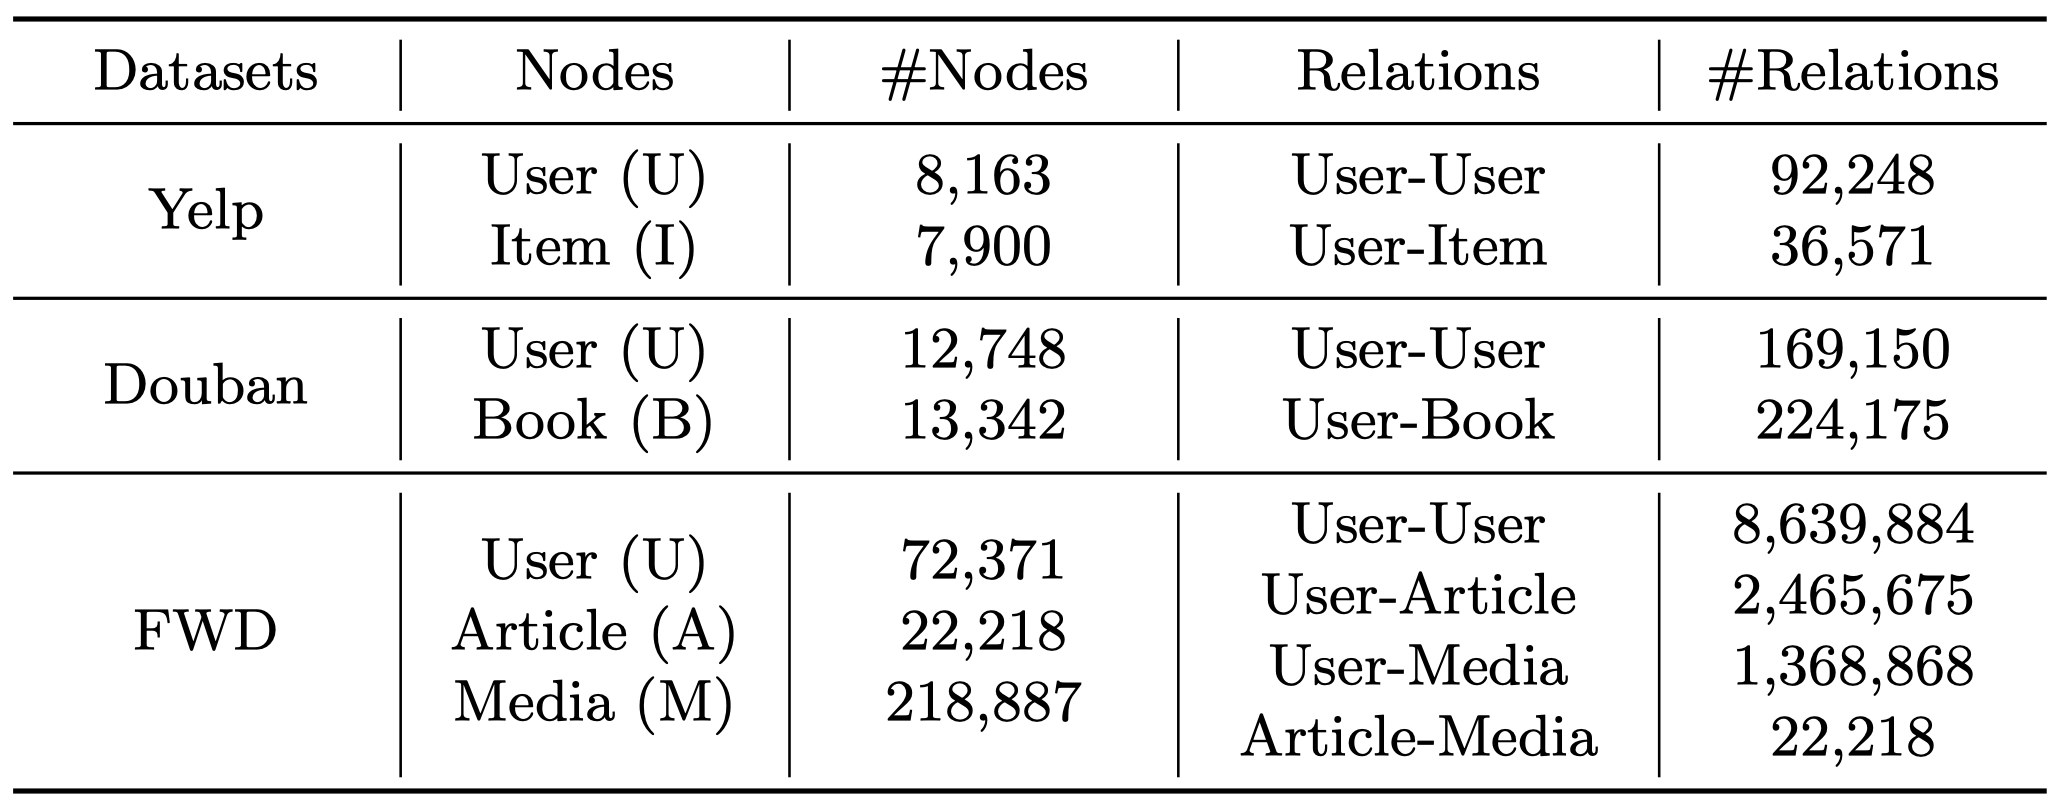 Datasets Nodes #Nodes Relations #Relations
Yelp User (U) 8,163 User-User 92,248
Item (I) 7,900 User-Item 36,571
Douban User (U) 12,748 User-User 169,150
Book (B) 13,342 User-Book 224,175
FWD User (U) 72,371 User-User 8,639,884
Article (A) 22,218 User-Article 2,465,675
Media (M) 218,887 User-Media 1,368,868
Article-Media 22,218